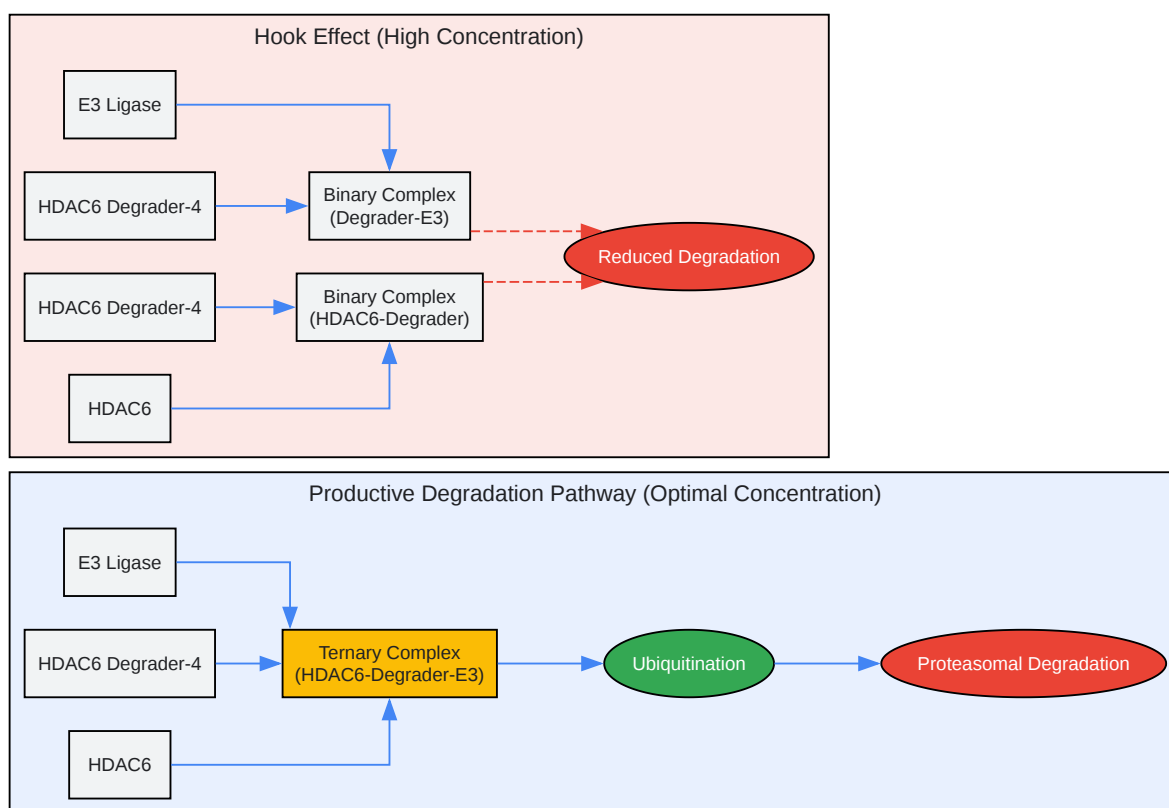 Hook Effect (High Concentration)
E3 Ligase
HDAC6 Degrader-4
Binary Complex
(Degrader-E3)
Reduced Degradation
HDAC6 Degrader-4
Binary Complex
(HDAC6-Degrader)
HDAC6
Productive Degradation Pathway (Optimal Concentration)
E3 Ligase
HDAC6 Degrader-4
Ternary Complex
(HDAC6-Degrader-E3)
Ubiquitination
Proteasomal Degradation
HDAC6